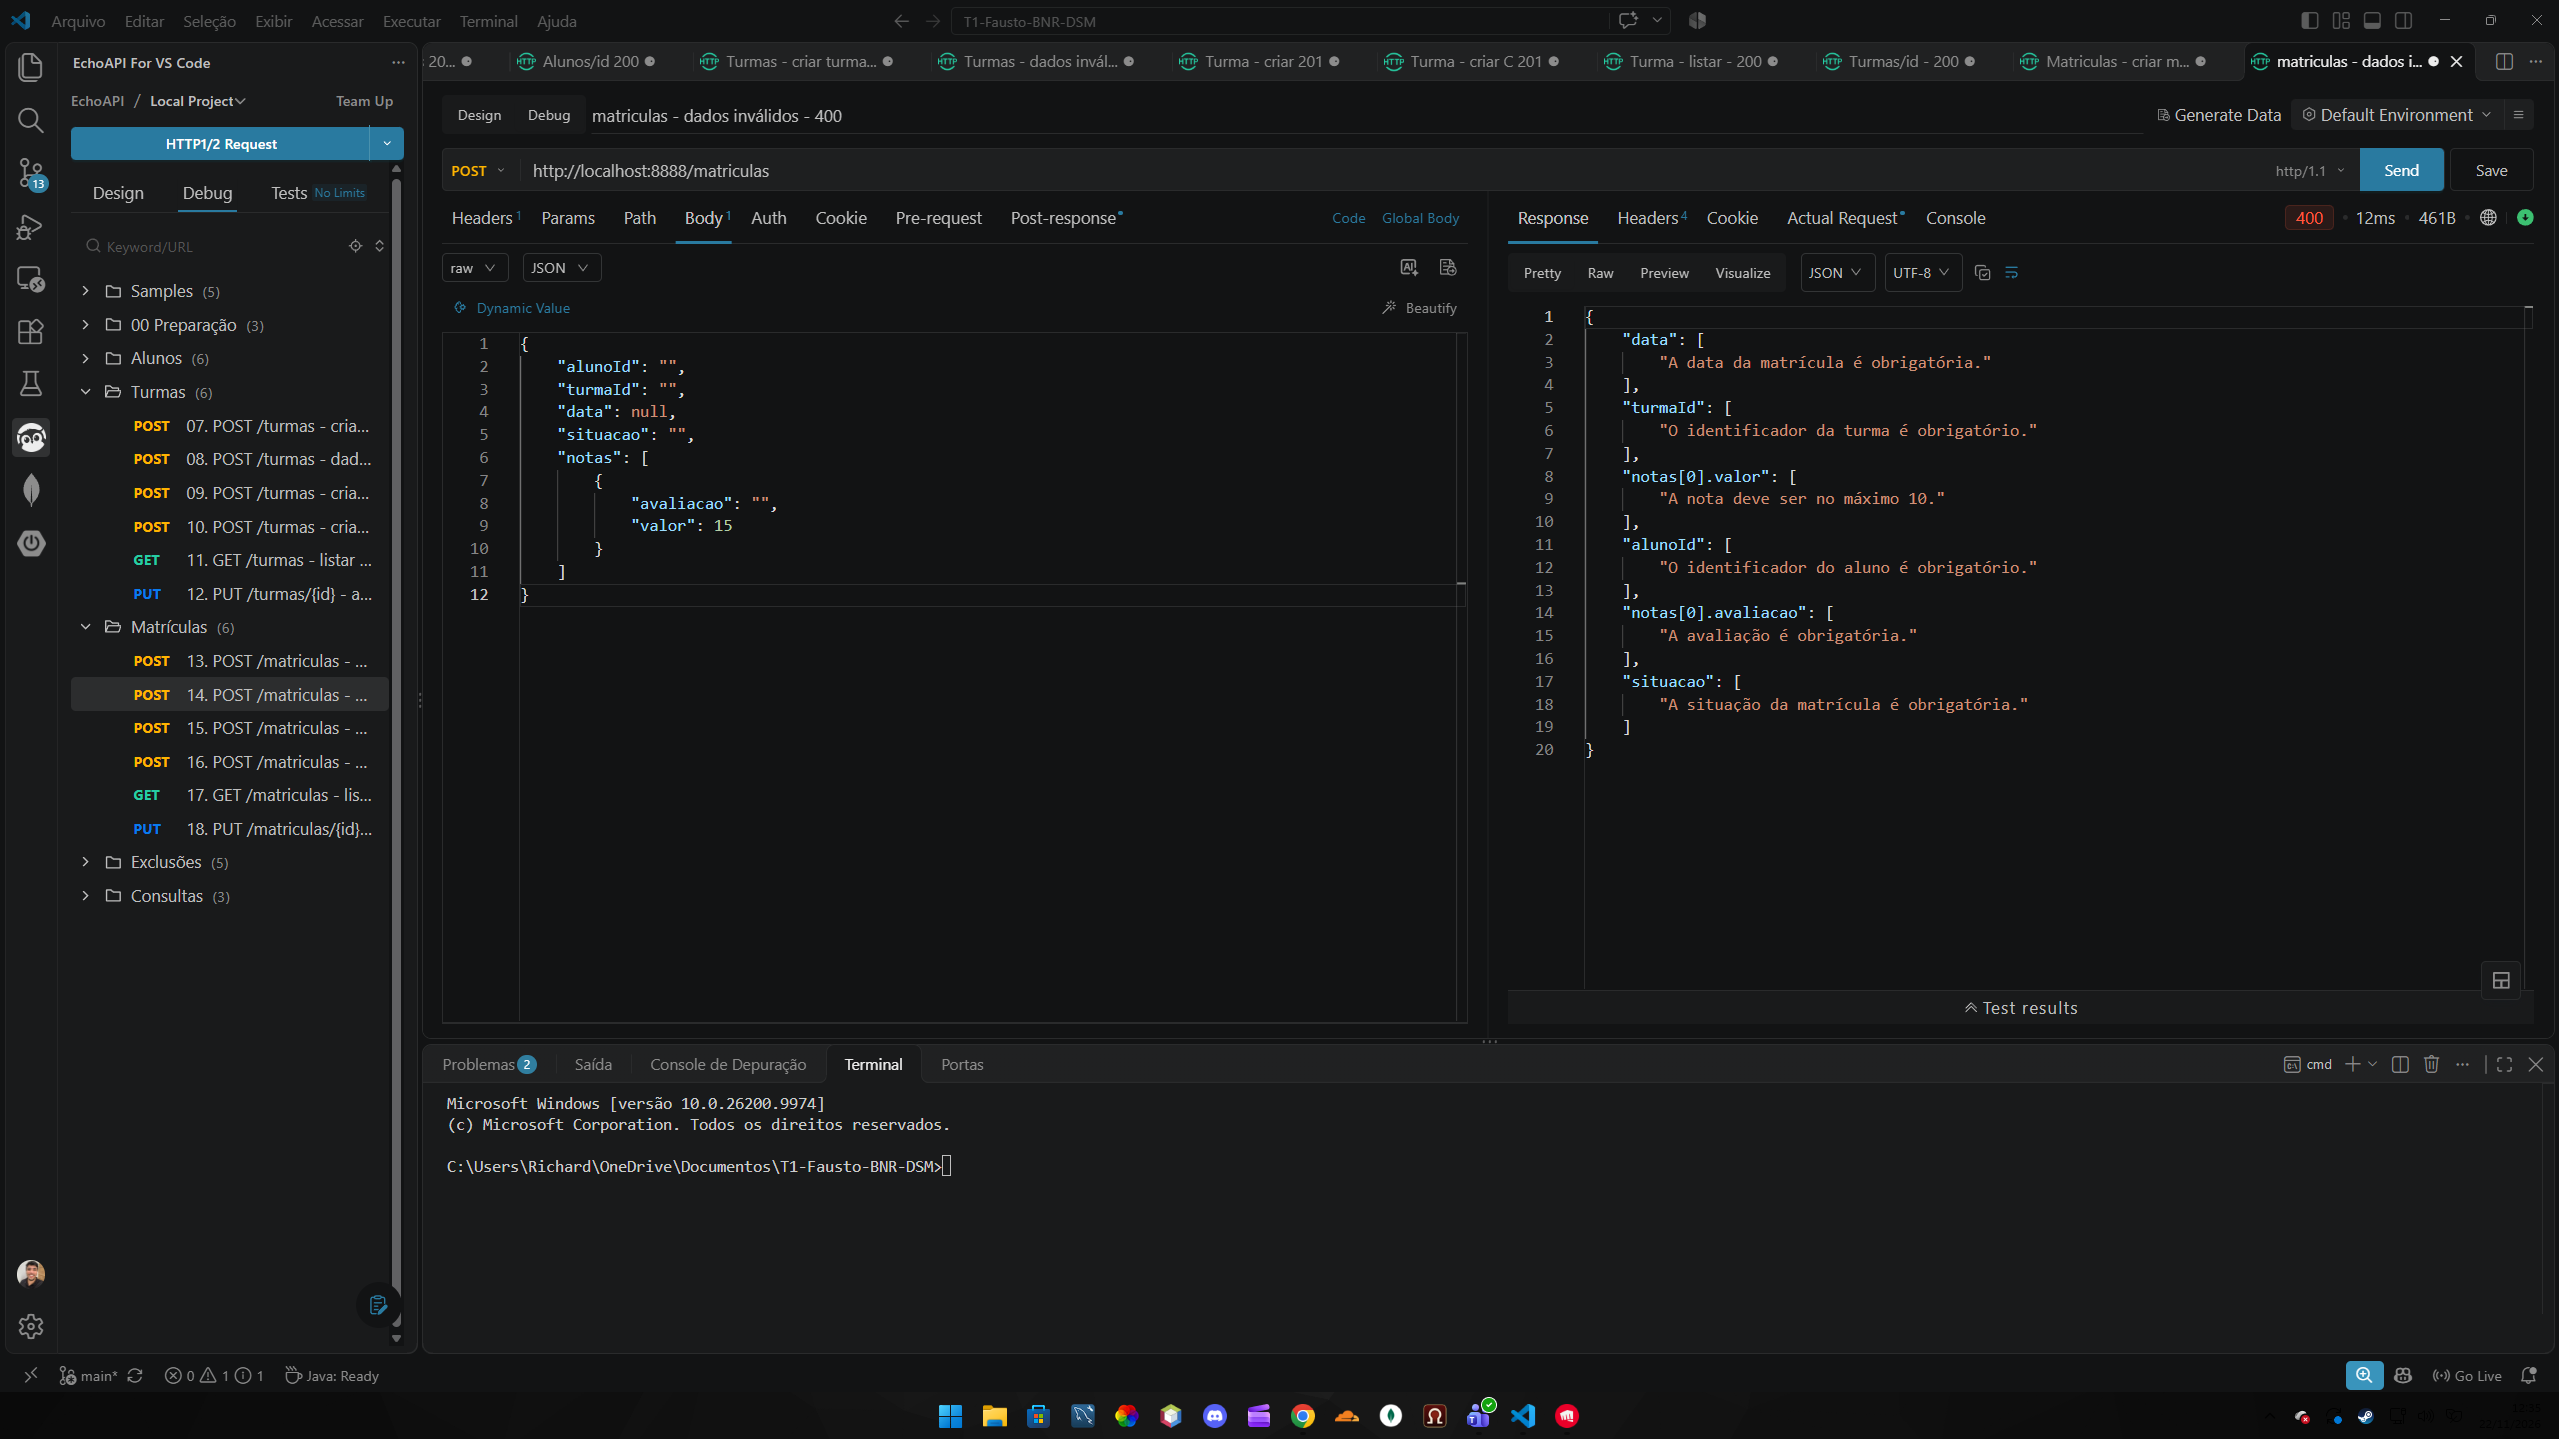 Arquivo Editar Seleção Exibir Acessar Executar Terminal Ajuda
T1-Fausto-BNR-DSM
EchoAPI For VS Code
EchoAPI / Local Project
Team Up
HTTP1/2 Request
Design Debug Tests No Limits
Keyword/URL
Samples (5)
00 Preparação (3)
Alunos (6)
Turmas (6)
POST 07. POST /turmas - cria...
POST 08. POST /turmas - dad...
POST 09. POST /turmas - cria...
POST 10. POST /turmas - cria...
GET 11. GET /turmas - listar ...
PUT 12. PUT /turmas/{id} - a...
Matrículas (6)
POST 13. POST /matriculas - ...
POST 14. POST /matriculas - ...
POST 15. POST /matriculas - ...
POST 16. POST /matriculas - ...
GET 17. GET /matriculas - lis...
PUT 18. PUT /matriculas/{id}...
Exclusões (5)
Consultas (3)
13
20... Alunos/id 200 Turmas - criar turma... Turmas - dados invál... Turma - criar 201 Turma - criar C 201 Turma - listar - 200 Turmas/id - 200 Matriculas - criar m... matriculas - dados i...
Design Debug matriculas - dados inválidos - 400
Generate Data Default Environment
POST http://localhost:8888/matriculas
http/1.1 Send Save
Headers 1 Params Path Body 1 Auth Cookie Pre-request Post-response Code Global Body
raw JSON
Dynamic Value Beautify
1 {
2 "alunoId": "",
3 "turmaId": "",
4 "data": null,
5 "situacao": "",
6 "notas": [
7 {
8 "avaliacao": "",
9 "valor": 15
10 }
11 ]
12 }
Response Headers 4 Cookie Actual Request Console
400 12ms 461B
Pretty Raw Preview Visualize JSON UTF-8
1 {
2 "data": [
3 "A data da matrícula é obrigatória."
4 ],
5 "turmaId": [
6 "O identificador da turma é obrigatório."
7 ],
8 "notas[0].valor": [
9 "A nota deve ser no máximo 10."
10 ],
11 "alunoId": [
12 "O identificador do aluno é obrigatório."
13 ],
14 "notas[0].avaliacao": [
15 "A avaliação é obrigatória."
16 ],
17 "situacao": [
18 "A situação da matrícula é obrigatória."
19 ]
20 }
Test results
Problemas 2 Saída Console de Depuração Terminal Portas
cmd
Microsoft Windows [versão 10.0.26200.9974]
(c) Microsoft Corporation. Todos os direitos reservados.
C:\Users\Richard\OneDrive\Documentos\T1-Fausto-BNR-DSM>
main* 0 1 1 Java: Ready
Go Live